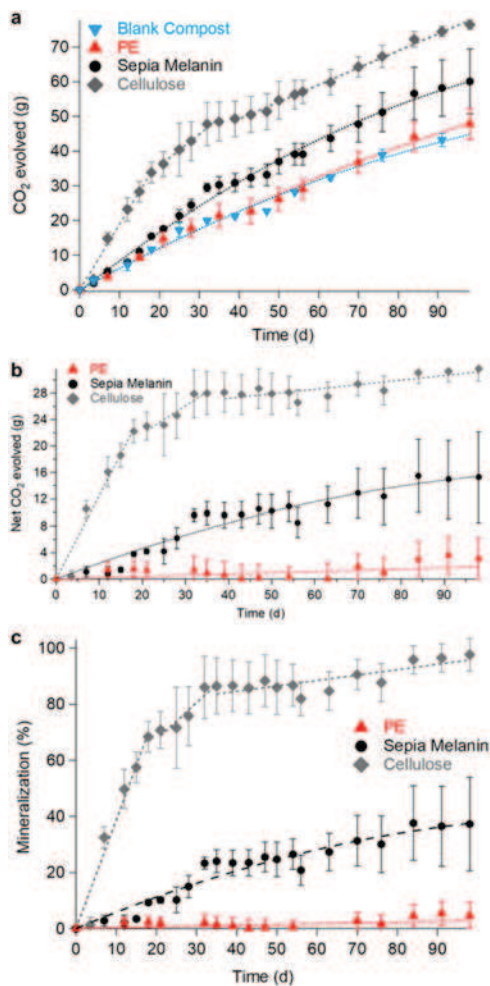 a
Blank Compost
PE
Sepia Melanin
Cellulose
CO₂ evolved (g)
70
60
50
40
30
20
10
0
0 10 20 30 40 50 60 70 80 90
Time (d)
b
PE
Sepia Melanin
Cellulose
Net CO₂ evolved (g)
28
24
20
16
12
8
4
0
0 10 20 30 40 50 60 70 80 90
Time (d)
c
PE
Sepia Melanin
Cellulose
Mineralization (%)
100
80
60
40
20
0
0 10 20 30 40 50 60 70 80 90
Time (d)